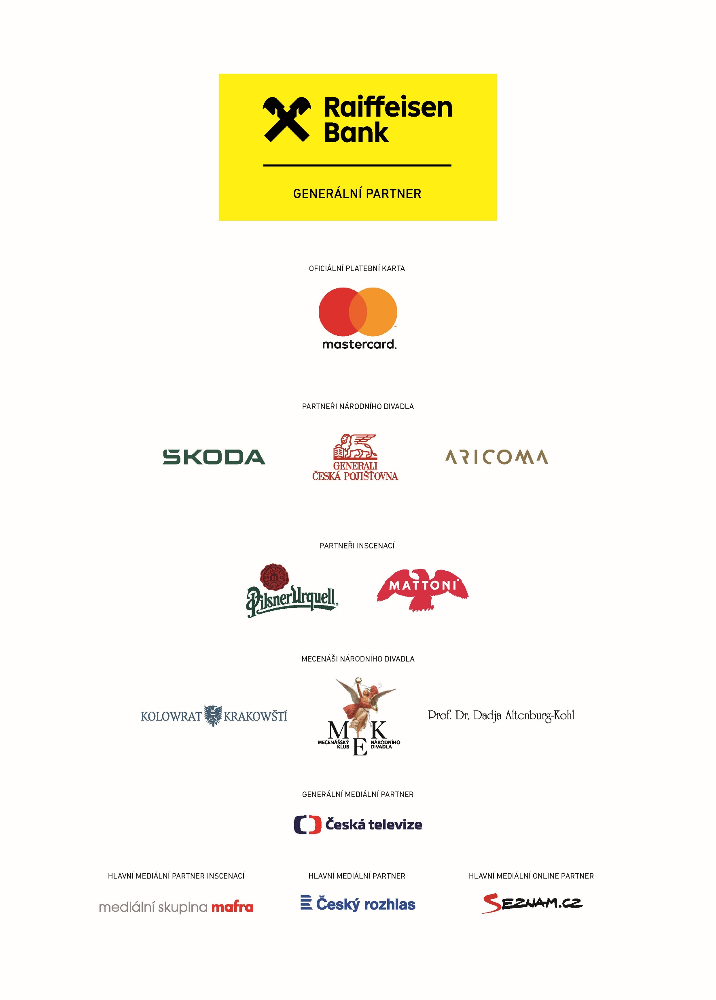 Raiffeisen
Bank
GENERÁLNÍ PARTNER
OFICIÁLNÍ PLATEBNÍ KARTA
mastercard.
PARTNEŘI NÁRODNÍHO DIVADLA
ŠKODA
GENERALI
ČESKÁ POJIŠŤOVNA
ARICOMA
PARTNEŘI INSCENACÍ
1842
Pilsner Urquell
MATTONI
MECENÁŠI NÁRODNÍHO DIVADLA
KOLOWRAT KRAKOWŠTÍ
MEK
MECENÁŠSKÝ KLUB
NÁRODNÍHO DIVADLA
Prof. Dr. Dadja Altenburg-Kohl
GENERÁLNÍ MEDIÁLNÍ PARTNER
Česká televize
HLAVNÍ MEDIÁLNÍ PARTNER INSCENACÍ
mediální skupina mafra
HLAVNÍ MEDIÁLNÍ PARTNER
Český rozhlas
HLAVNÍ MEDIÁLNÍ ONLINE PARTNER
SEZNAM.CZ